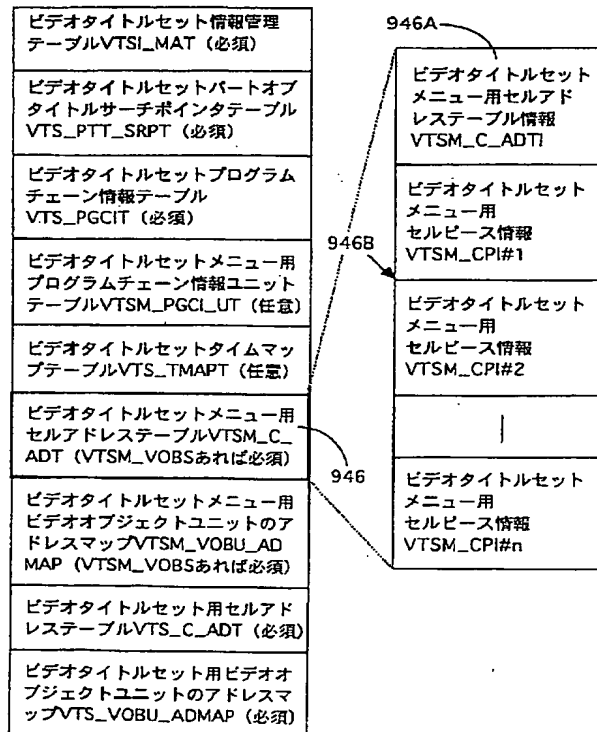 ビデオタイトルセット情報管理
テーブルVTSI_MAT（必須）
ビデオタイトルセットパートオブ
タイトルサーチポインタテーブル
VTS_PTT_SRPT（必須）
ビデオタイトルセットプログラム
チェーン情報テーブル
VTS_PGCIT（必須）
ビデオタイトルセットメニュー用
プログラムチェーン情報ユニット
テーブルVTSM_PGCI_UT（任意）
ビデオタイトルセットタイムマッ
プテーブルVTS_TMAPT（任意）
ビデオタイトルセットメニュー用
セルアドレステーブルVTSM_C_
ADT（VTSM_VOBSあれば必須）
ビデオタイトルセットメニュー用
ビデオオブジェクトユニットのア
ドレスマップVTSM_VOBU_AD
MAP（VTSM_VOBSあれば必須）
ビデオタイトルセット用セルアド
レステーブルVTS_C_ADT（必須）
ビデオタイトルセット用ビデオオ
ブジェクトユニットのアドレスマ
ップVTS_VOBU_ADMAP（必須）
946
946A
ビデオタイトルセット
メニュー用セルアド
レステーブル情報
VTSM_C_ADTI
ビデオタイトルセット
メニュー用
セルピース情報
VTSM_CPI#1
946B
ビデオタイトルセット
メニュー用
セルピース情報
VTSM_CPI#2
ビデオタイトルセット
メニュー用
セルピース情報
VTSM_CPI#n